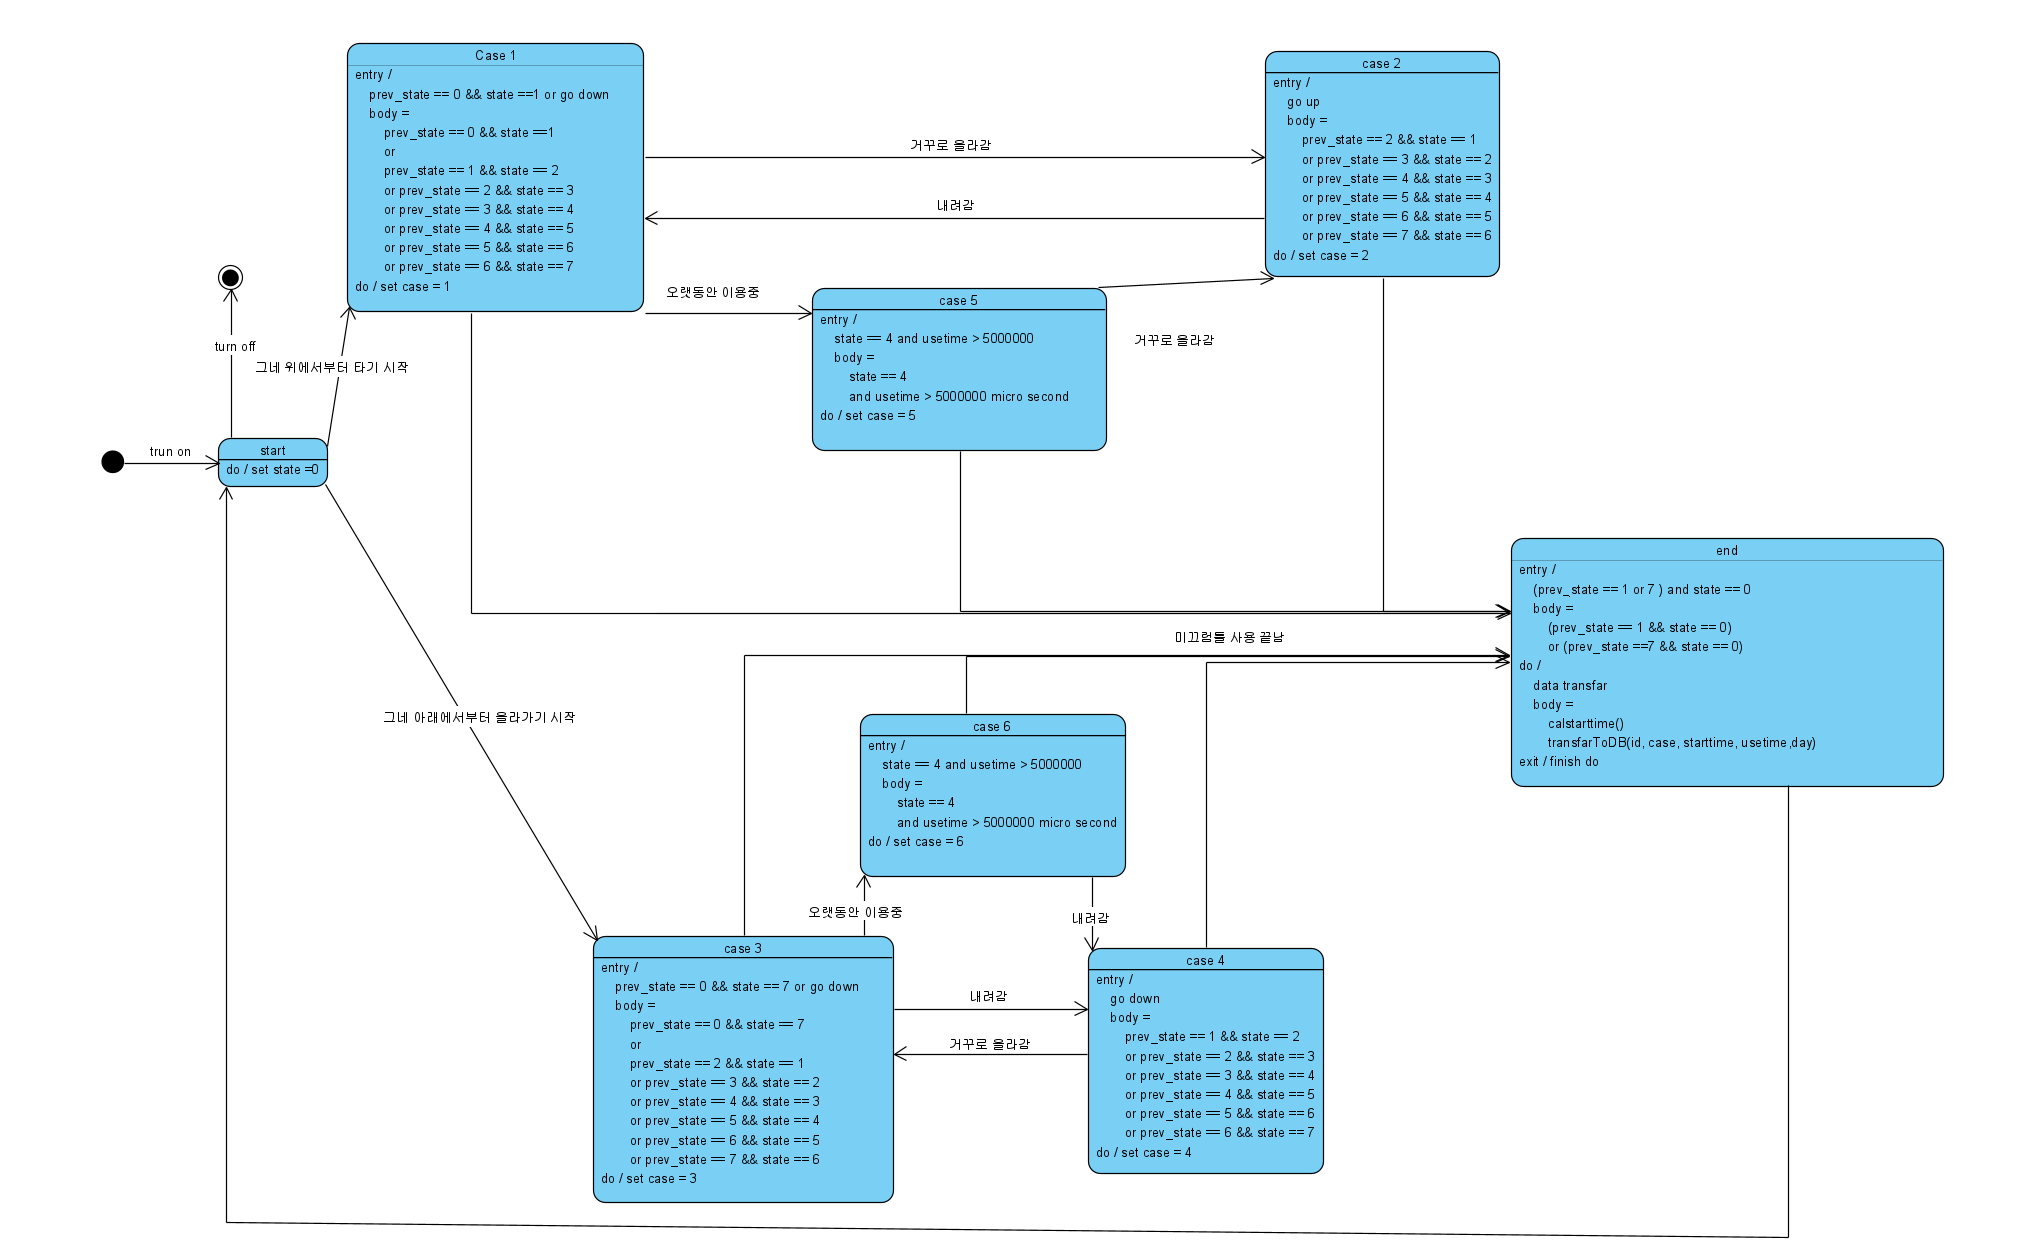 Case 1
entry /
prev_state == 0 && state ==1 or go down
body =
prev_state == 0 && state ==1
or
prev_state == 1 && state == 2
or prev_state == 2 && state == 3
or prev_state == 3 && state == 4
or prev_state == 4 && state == 5
or prev_state == 5 && state == 6
or prev_state == 6 && state == 7
do / set case = 1
case 2
entry /
go up
body =
prev_state == 2 && state == 1
or prev_state == 3 && state == 2
or prev_state == 4 && state == 3
or prev_state == 5 && state == 4
or prev_state == 6 && state == 5
or prev_state == 7 && state == 6
do / set case = 2
거꾸로 올라감
내려감
오랫동안 이용중
case 5
entry /
state == 4 and usetime > 5000000
body =
state == 4
and usetime > 5000000 micro second
do / set case = 5
거꾸로 올라감
turn off
그네 위에서부터 타기 시작
trun on
start
do / set state =0
end
entry /
(prev_state == 1 or 7 ) and state == 0
body =
(prev_state == 1 && state == 0)
or (prev_state ==7 && state == 0)
do /
data transfar
body =
calstarttime()
transfarToDB(id, case, starttime, usetime,day)
exit / finish do
미끄럼틀 사용 끝남
그네 아래에서부터 올라가기 시작
case 6
entry /
state == 4 and usetime > 5000000
body =
state == 4
and usetime > 5000000 micro second
do / set case = 6
오랫동안 이용중
내려감
case 3
entry /
prev_state == 0 && state == 7 or go down
body =
prev_state == 0 && state == 7
or
prev_state == 2 && state == 1
or prev_state == 3 && state == 2
or prev_state == 4 && state == 3
or prev_state == 5 && state == 4
or prev_state == 6 && state == 5
or prev_state == 7 && state == 6
do / set case = 3
내려감
거꾸로 올라감
case 4
entry /
go down
body =
prev_state == 1 && state == 2
or prev_state == 2 && state == 3
or prev_state == 3 && state == 4
or prev_state == 4 && state == 5
or prev_state == 5 && state == 6
or prev_state == 6 && state == 7
do / set case = 4